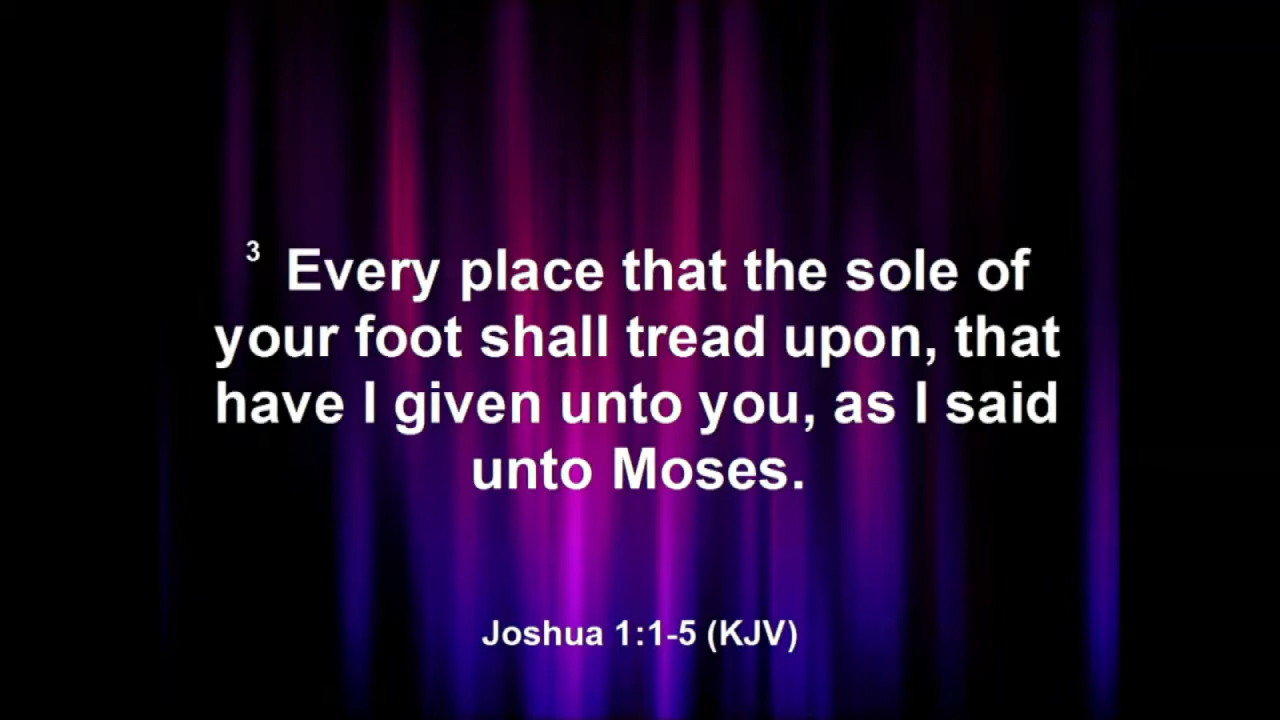 3 Every place that the sole of
your foot shall tread upon, that
have I given unto you, as I said
unto Moses.
Joshua 1:1-5 (KJV)